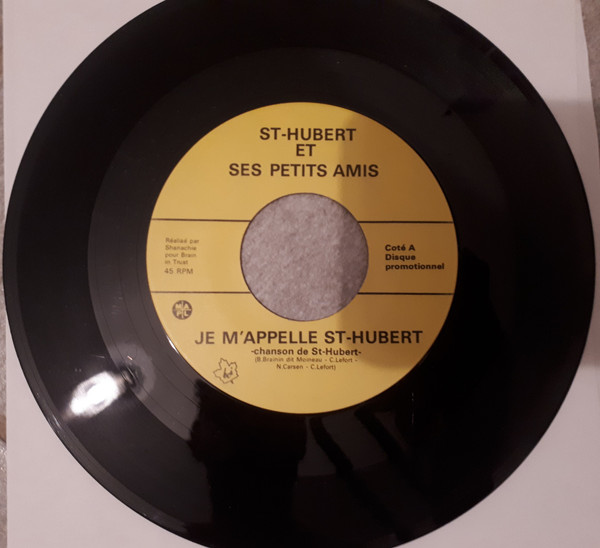 ST-HUBERT
ET
SES PETITS AMIS
Réalisé par
Shanachie
pour Brain
in Trust
45 RPM
Coté A
Disque
promotionnel
JE M'APPELLE ST-HUBERT
-chanson de St-Hubert-
(B.Brainin dit Moineau - C.Lefort -
N.Carsen - C.Lefort)